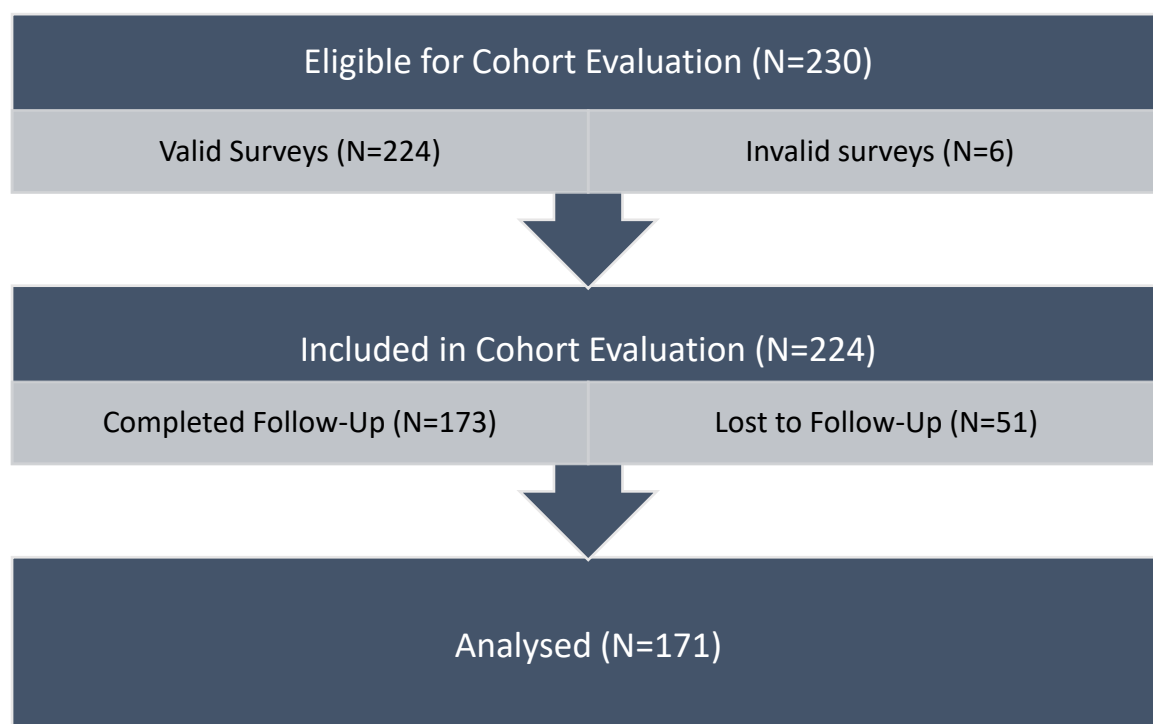 Eligible for Cohort Evaluation (N=230)
Valid Surveys (N=224)
Invalid surveys (N=6)
Included in Cohort Evaluation (N=224)
Completed Follow-Up (N=173)
Lost to Follow-Up (N=51)
Analysed (N=171)